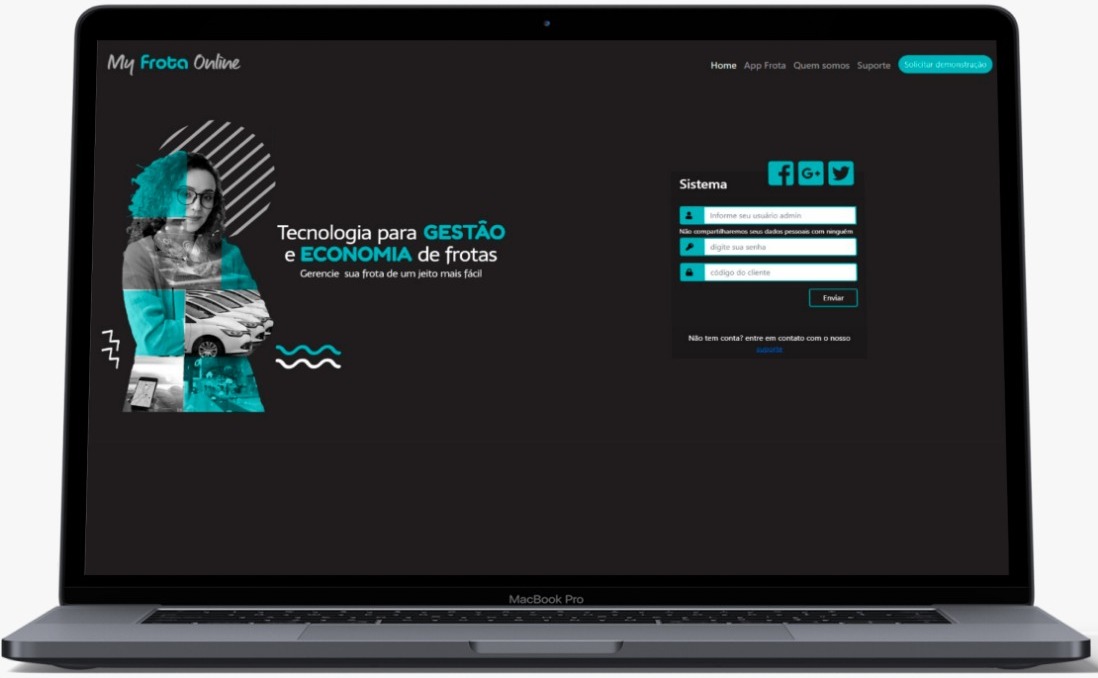 My Frota Online
Home App Frota Quem somos Suporte Solicitar demonstração
Sistema
Informe seu usuário admin
Não compartilharemos seus dados pessoais com ninguém
digite sua senha
código do cliente
Enviar
Não tem conta? entre em contato com o nosso
suporte
Tecnologia para GESTÃO
e ECONOMIA de frotas
Gerencie sua frota de um jeito mais fácil
MacBook Pro